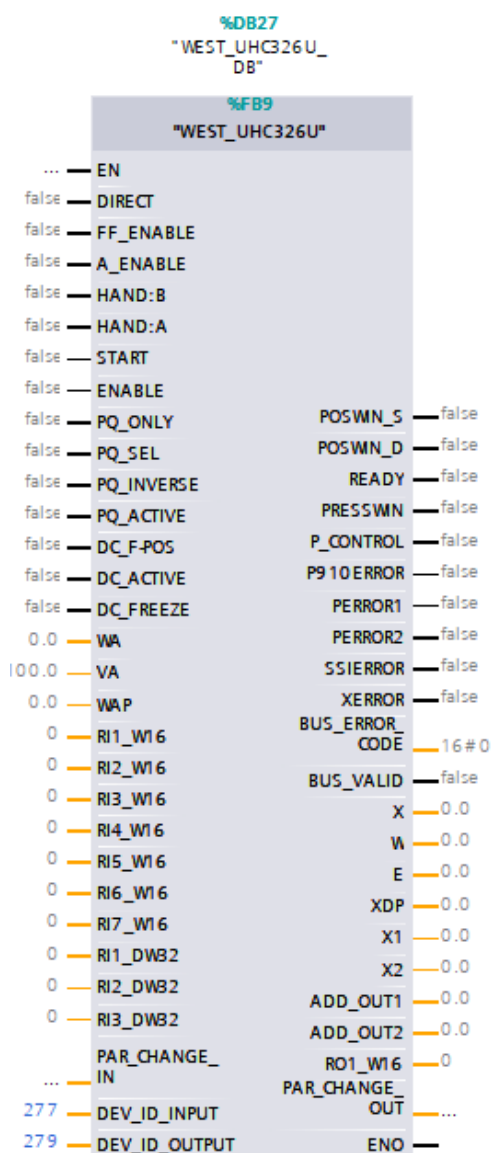 %DB27
"WEST_UHC326U_
DB"
%FB9
"WEST_UHC326U"
... EN
false DIRECT
false FF_ENABLE
false A_ENABLE
false HAND:B
false HAND:A
false START
false ENABLE
false PQ_ONLY POSWIN_S false
false PQ_SEL POSWIN_D false
false PQ_INVERSE READY false
false PQ_ACTIVE PRESSWIN false
false DC_F-POS P_CONTROL false
false DC_ACTIVE P910ERROR false
false DC_FREEZE PERROR1 false
0.0 WA PERROR2 false
100.0 VA SSIERROR false
0.0 WAP XERROR false
0 RI1_W16 BUS_ERROR_
CODE 16#0
0 RI2_W16 BUS_VALID false
0 RI3_W16 X 0.0
0 RI4_W16 W 0.0
0 RI5_W16 E 0.0
0 RI6_W16 XDP 0.0
0 RI7_W16 X1 0.0
0 RI1_DW32 X2 0.0
0 RI2_DW32 ADD_OUT1 0.0
0 RI3_DW32 ADD_OUT2 0.0
PAR_CHANGE_ RO1_W16 0
... IN PAR_CHANGE_
277 DEV_ID_INPUT OUT ...
279 DEV_ID_OUTPUT ENO